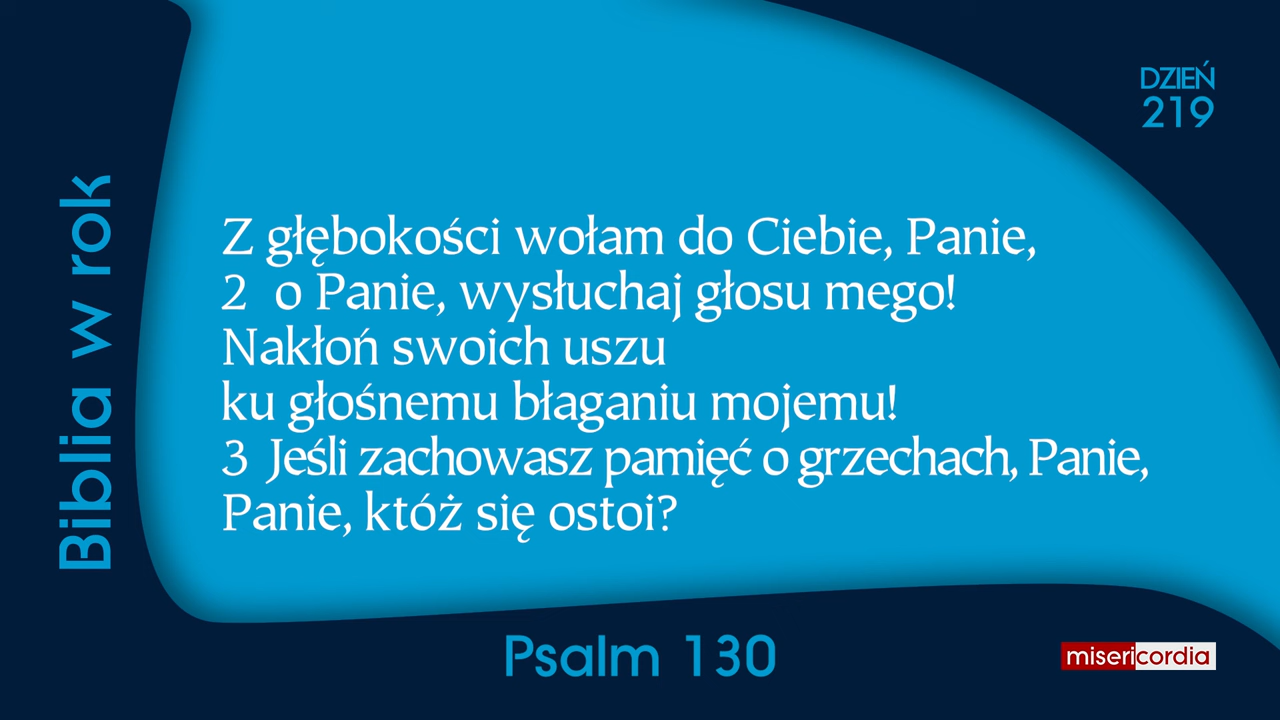 DZIEŃ
219
Biblia w rok
Z głębokości wołam do Ciebie, Panie,
2 o Panie, wysłuchaj głosu mego!
Nakłoń swoich uszu
ku głośnemu błaganiu mojemu!
3 Jeśli zachowasz pamięć o grzechach, Panie,
Panie, któż się ostoi?
Psalm 130
misericordia